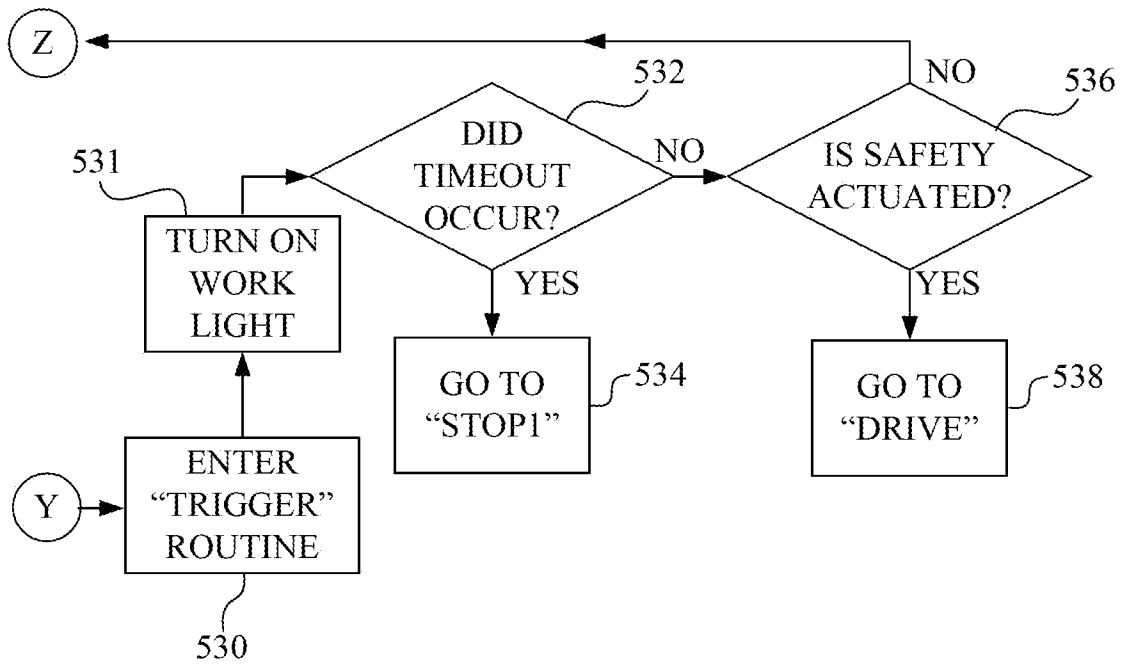 Z
NO
536
532
DID
TIMEOUT
OCCUR?
NO
IS SAFETY
ACTUATED?
531
TURN ON
WORK
LIGHT
YES
YES
GO TO
“STOP1”
534
GO TO
“DRIVE”
538
Y
ENTER
“TRIGGER”
ROUTINE
530